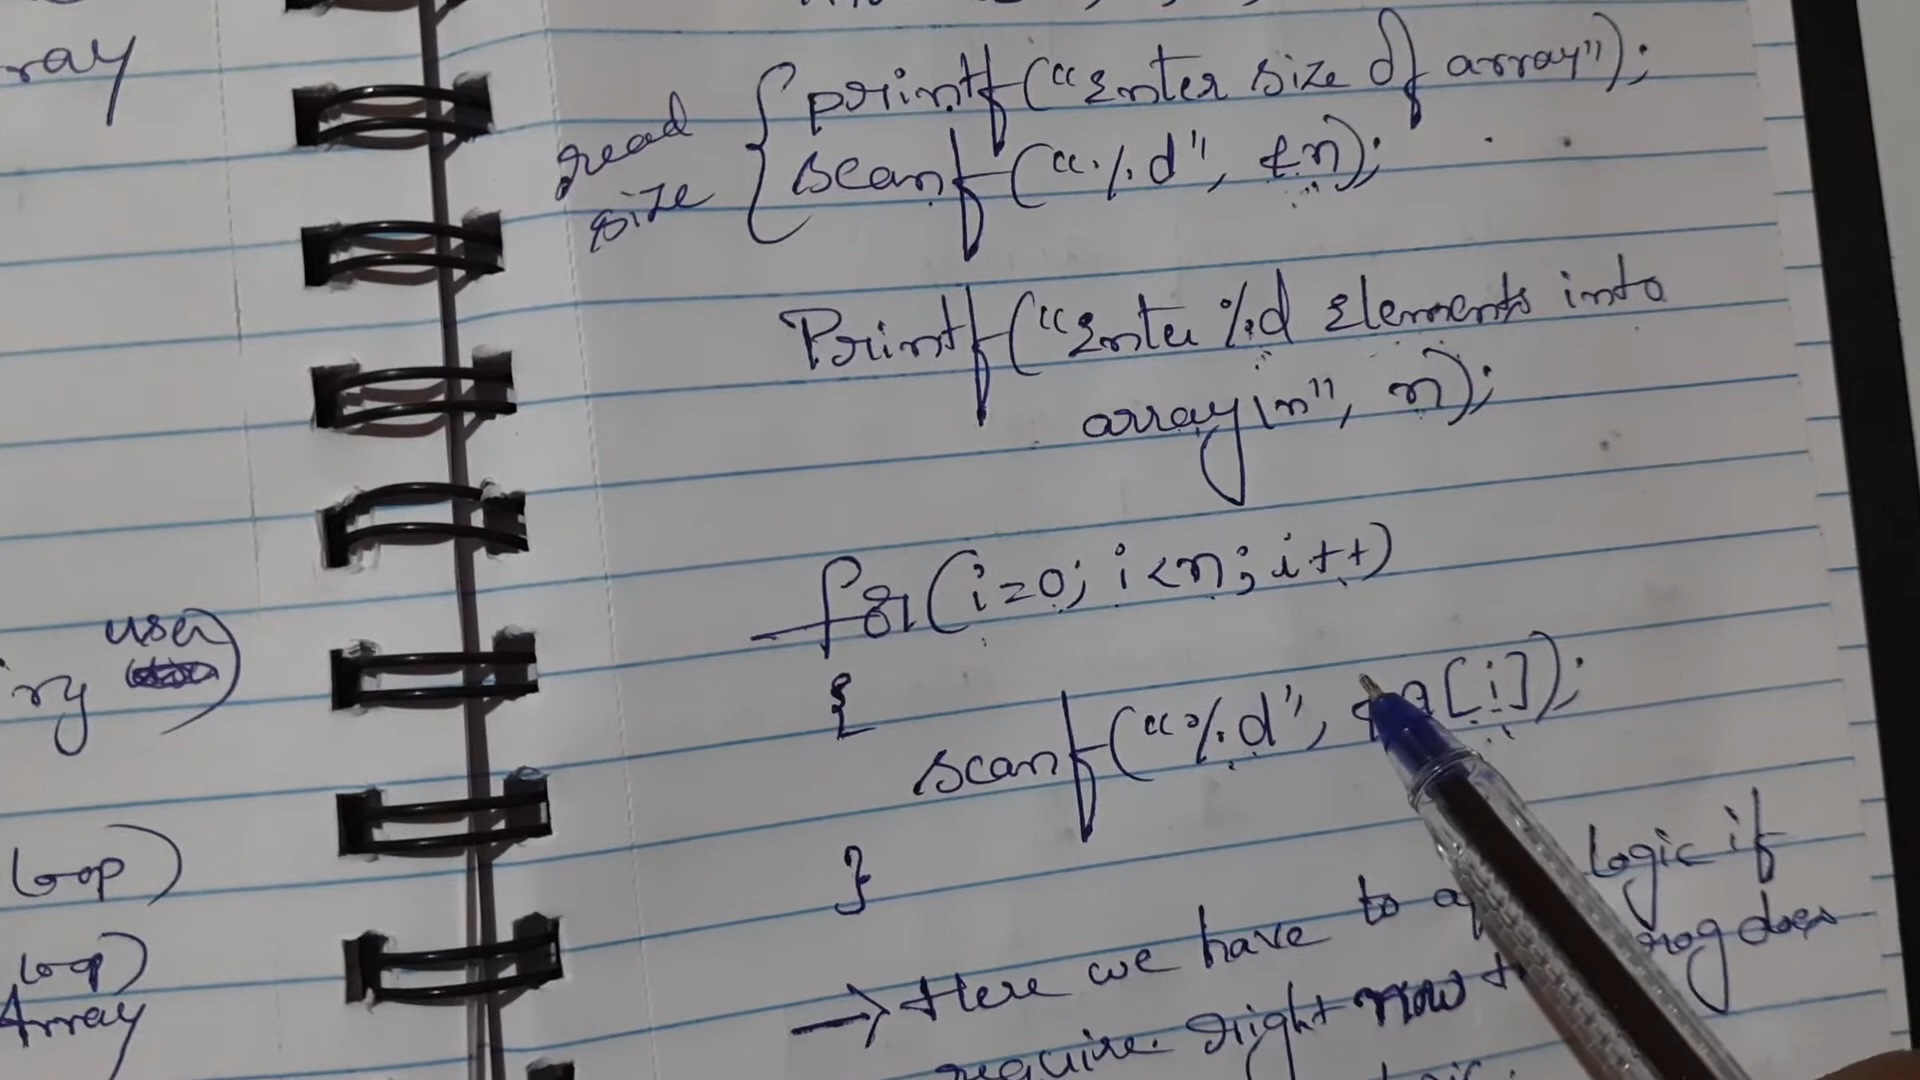 ray
user
ry
Loop)
Loop)
Array
read
size
printf("Enter size of array");
scanf("%d", &n);
Printf("Enter %d Elements into
array\n", n);
for(i=0; i<n; i++)
{
scanf("%d", &a[i]);
}
→ Here we have to logic if
require. Right now does